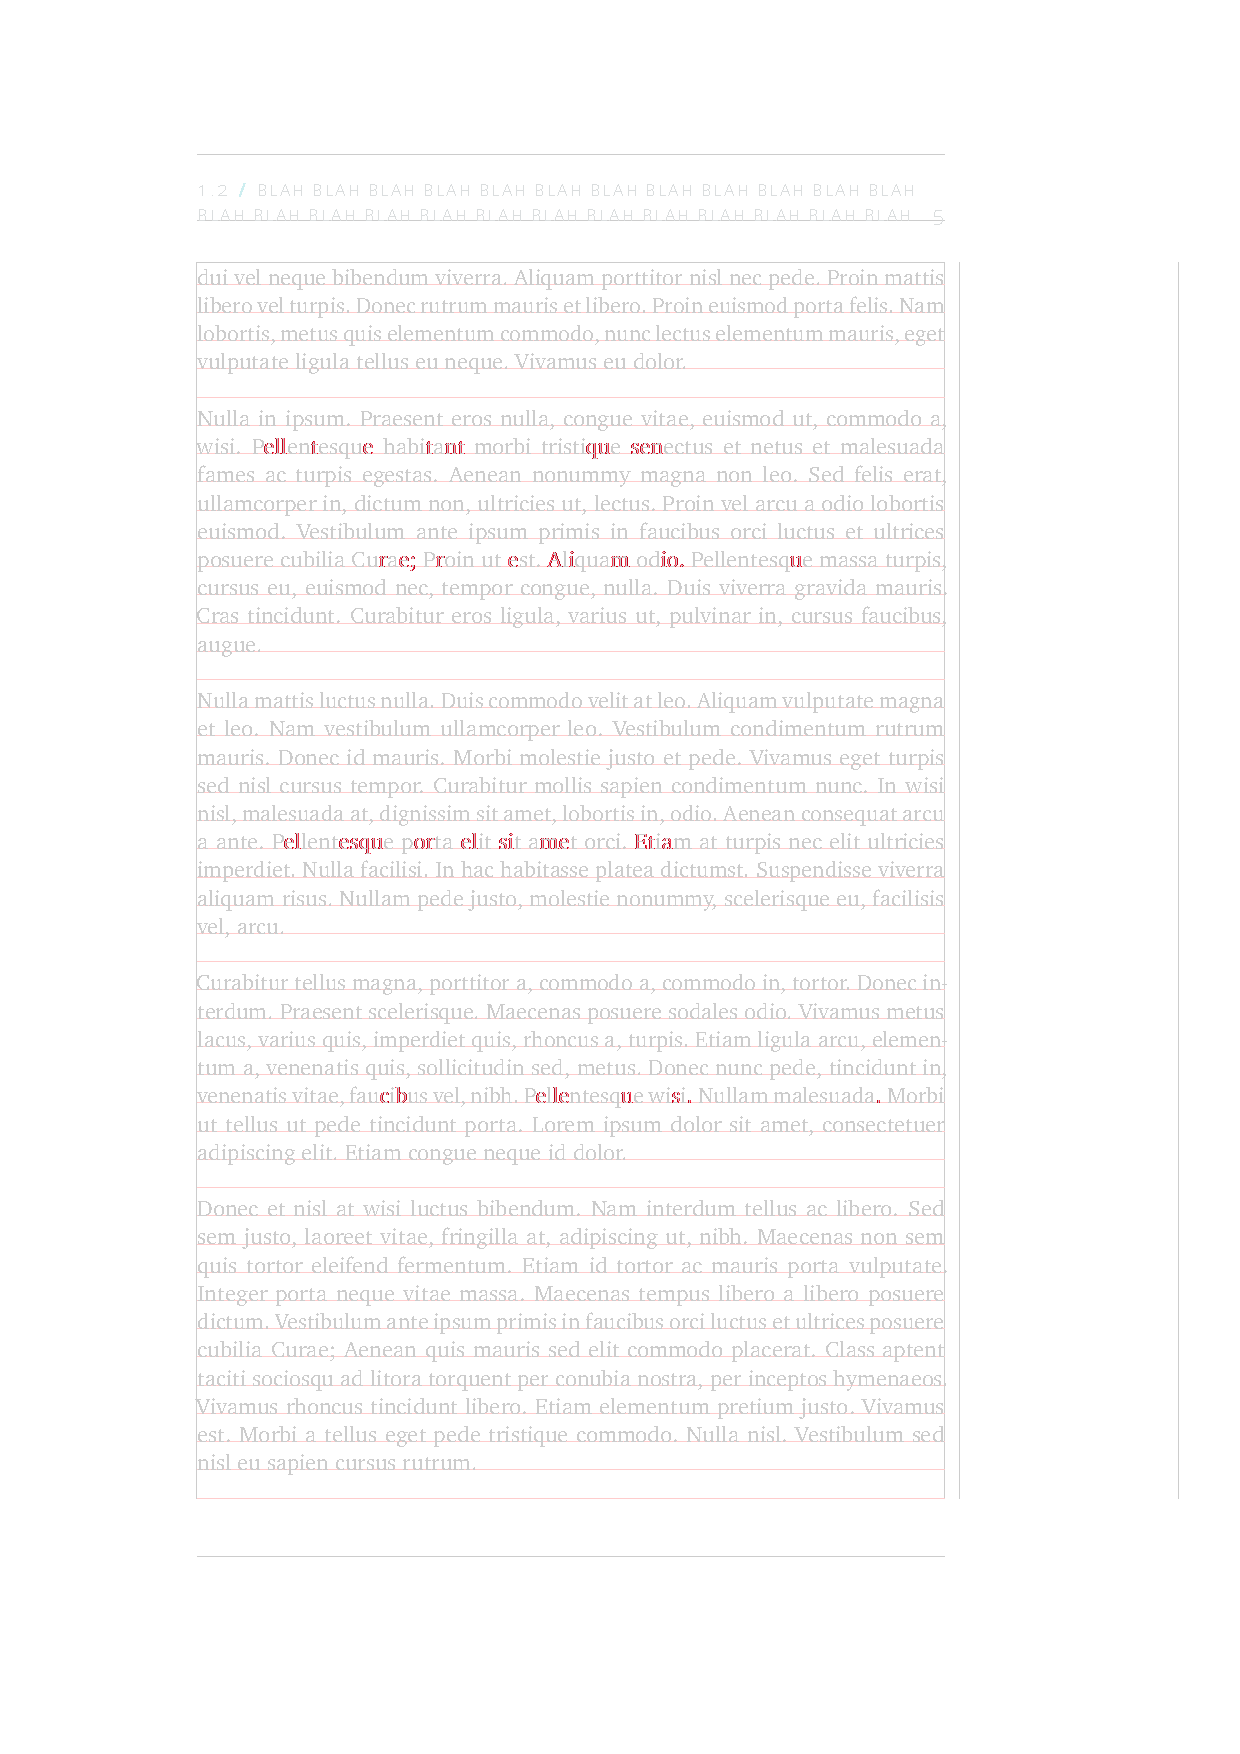 1.2 / BLAH BLAH BLAH BLAH BLAH BLAH BLAH BLAH BLAH BLAH BLAH BLAH
BLAH BLAH BLAH BLAH BLAH BLAH BLAH BLAH BLAH BLAH BLAH BLAH BLAH 5
dui vel neque bibendum viverra. Aliquam porttitor nisl nec pede. Proin mattis
libero vel turpis. Donec rutrum mauris et libero. Proin euismod porta felis. Nam
lobortis, metus quis elementum commodo, nunc lectus elementum mauris, eget
vulputate ligula tellus eu neque. Vivamus eu dolor.
Nulla in ipsum. Praesent eros nulla, congue vitae, euismod ut, commodo a,
wisi. Pellentesque habitant morbi tristique senectus et netus et malesuada
fames ac turpis egestas. Aenean nonummy magna non leo. Sed felis erat,
ullamcorper in, dictum non, ultricies ut, lectus. Proin vel arcu a odio lobortis
euismod. Vestibulum ante ipsum primis in faucibus orci luctus et ultrices
posuere cubilia Curae; Proin ut est. Aliquam odio. Pellentesque massa turpis,
cursus eu, euismod nec, tempor congue, nulla. Duis viverra gravida mauris.
Cras tincidunt. Curabitur eros ligula, varius ut, pulvinar in, cursus faucibus,
augue.
Nulla mattis luctus nulla. Duis commodo velit at leo. Aliquam vulputate magna
et leo. Nam vestibulum ullamcorper leo. Vestibulum condimentum rutrum
mauris. Donec id mauris. Morbi molestie justo et pede. Vivamus eget turpis
sed nisl cursus tempor. Curabitur mollis sapien condimentum nunc. In wisi
nisl, malesuada at, dignissim sit amet, lobortis in, odio. Aenean consequat arcu
a ante. Pellentesque porta elit sit amet orci. Etiam at turpis nec elit ultricies
imperdiet. Nulla facilisi. In hac habitasse platea dictumst. Suspendisse viverra
aliquam risus. Nullam pede justo, molestie nonummy, scelerisque eu, facilisis
vel, arcu.
Curabitur tellus magna, porttitor a, commodo a, commodo in, tortor. Donec in-
terdum. Praesent scelerisque. Maecenas posuere sodales odio. Vivamus metus
lacus, varius quis, imperdiet quis, rhoncus a, turpis. Etiam ligula arcu, elemen-
tum a, venenatis quis, sollicitudin sed, metus. Donec nunc pede, tincidunt in,
venenatis vitae, faucibus vel, nibh. Pellentesque wisi. Nullam malesuada. Morbi
ut tellus ut pede tincidunt porta. Lorem ipsum dolor sit amet, consectetuer
adipiscing elit. Etiam congue neque id dolor.
Donec et nisl at wisi luctus bibendum. Nam interdum tellus ac libero. Sed
sem justo, laoreet vitae, fringilla at, adipiscing ut, nibh. Maecenas non sem
quis tortor eleifend fermentum. Etiam id tortor ac mauris porta vulputate.
Integer porta neque vitae massa. Maecenas tempus libero a libero posuere
dictum. Vestibulum ante ipsum primis in faucibus orci luctus et ultrices posuere
cubilia Curae; Aenean quis mauris sed elit commodo placerat. Class aptent
taciti sociosqu ad litora torquent per conubia nostra, per inceptos hymenaeos.
Vivamus rhoncus tincidunt libero. Etiam elementum pretium justo. Vivamus
est. Morbi a tellus eget pede tristique commodo. Nulla nisl. Vestibulum sed
nisl eu sapien cursus rutrum.